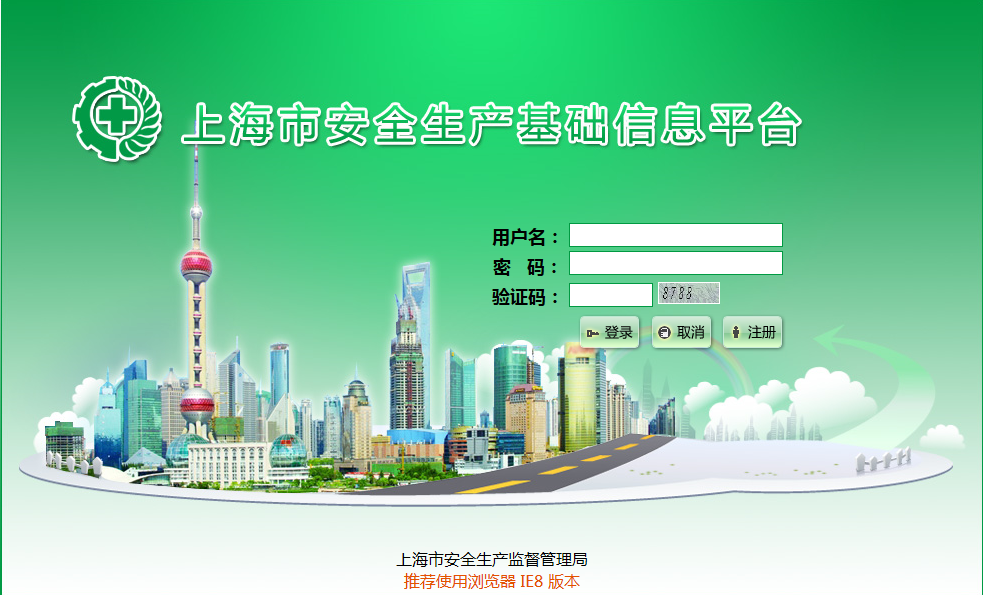 上海市安全生产基础信息平台
用户名：
密 码：
验证码： 8788
登录 取消 注册
上海市安全生产监督管理局
推荐使用浏览器 IE8 版本